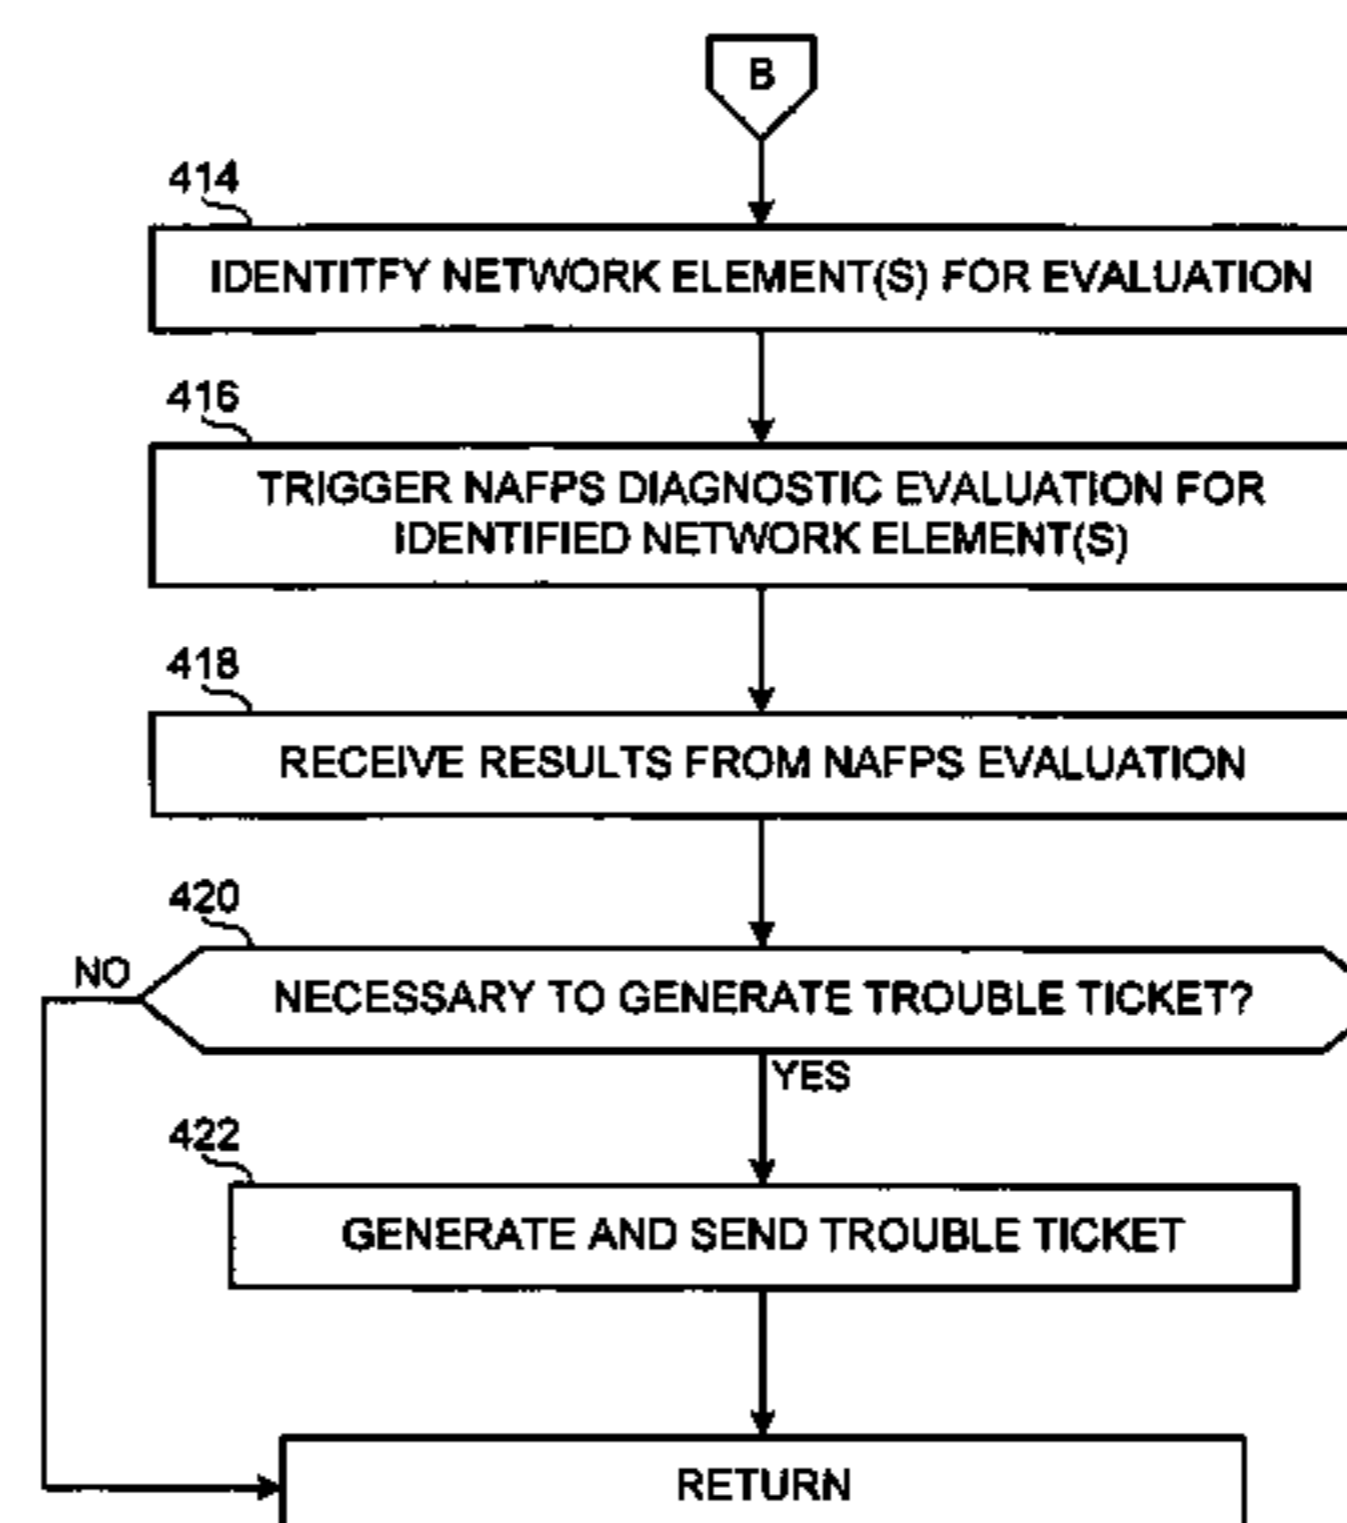 B
414
IDENTITFY NETWORK ELEMENT(S) FOR EVALUATION
416
TRIGGER NAFPS DIAGNOSTIC EVALUATION FOR
IDENTIFIED NETWORK ELEMENT(S)
418
RECEIVE RESULTS FROM NAFPS EVALUATION
420
NO
NECESSARY TO GENERATE TROUBLE TICKET?
YES
422
GENERATE AND SEND TROUBLE TICKET
RETURN